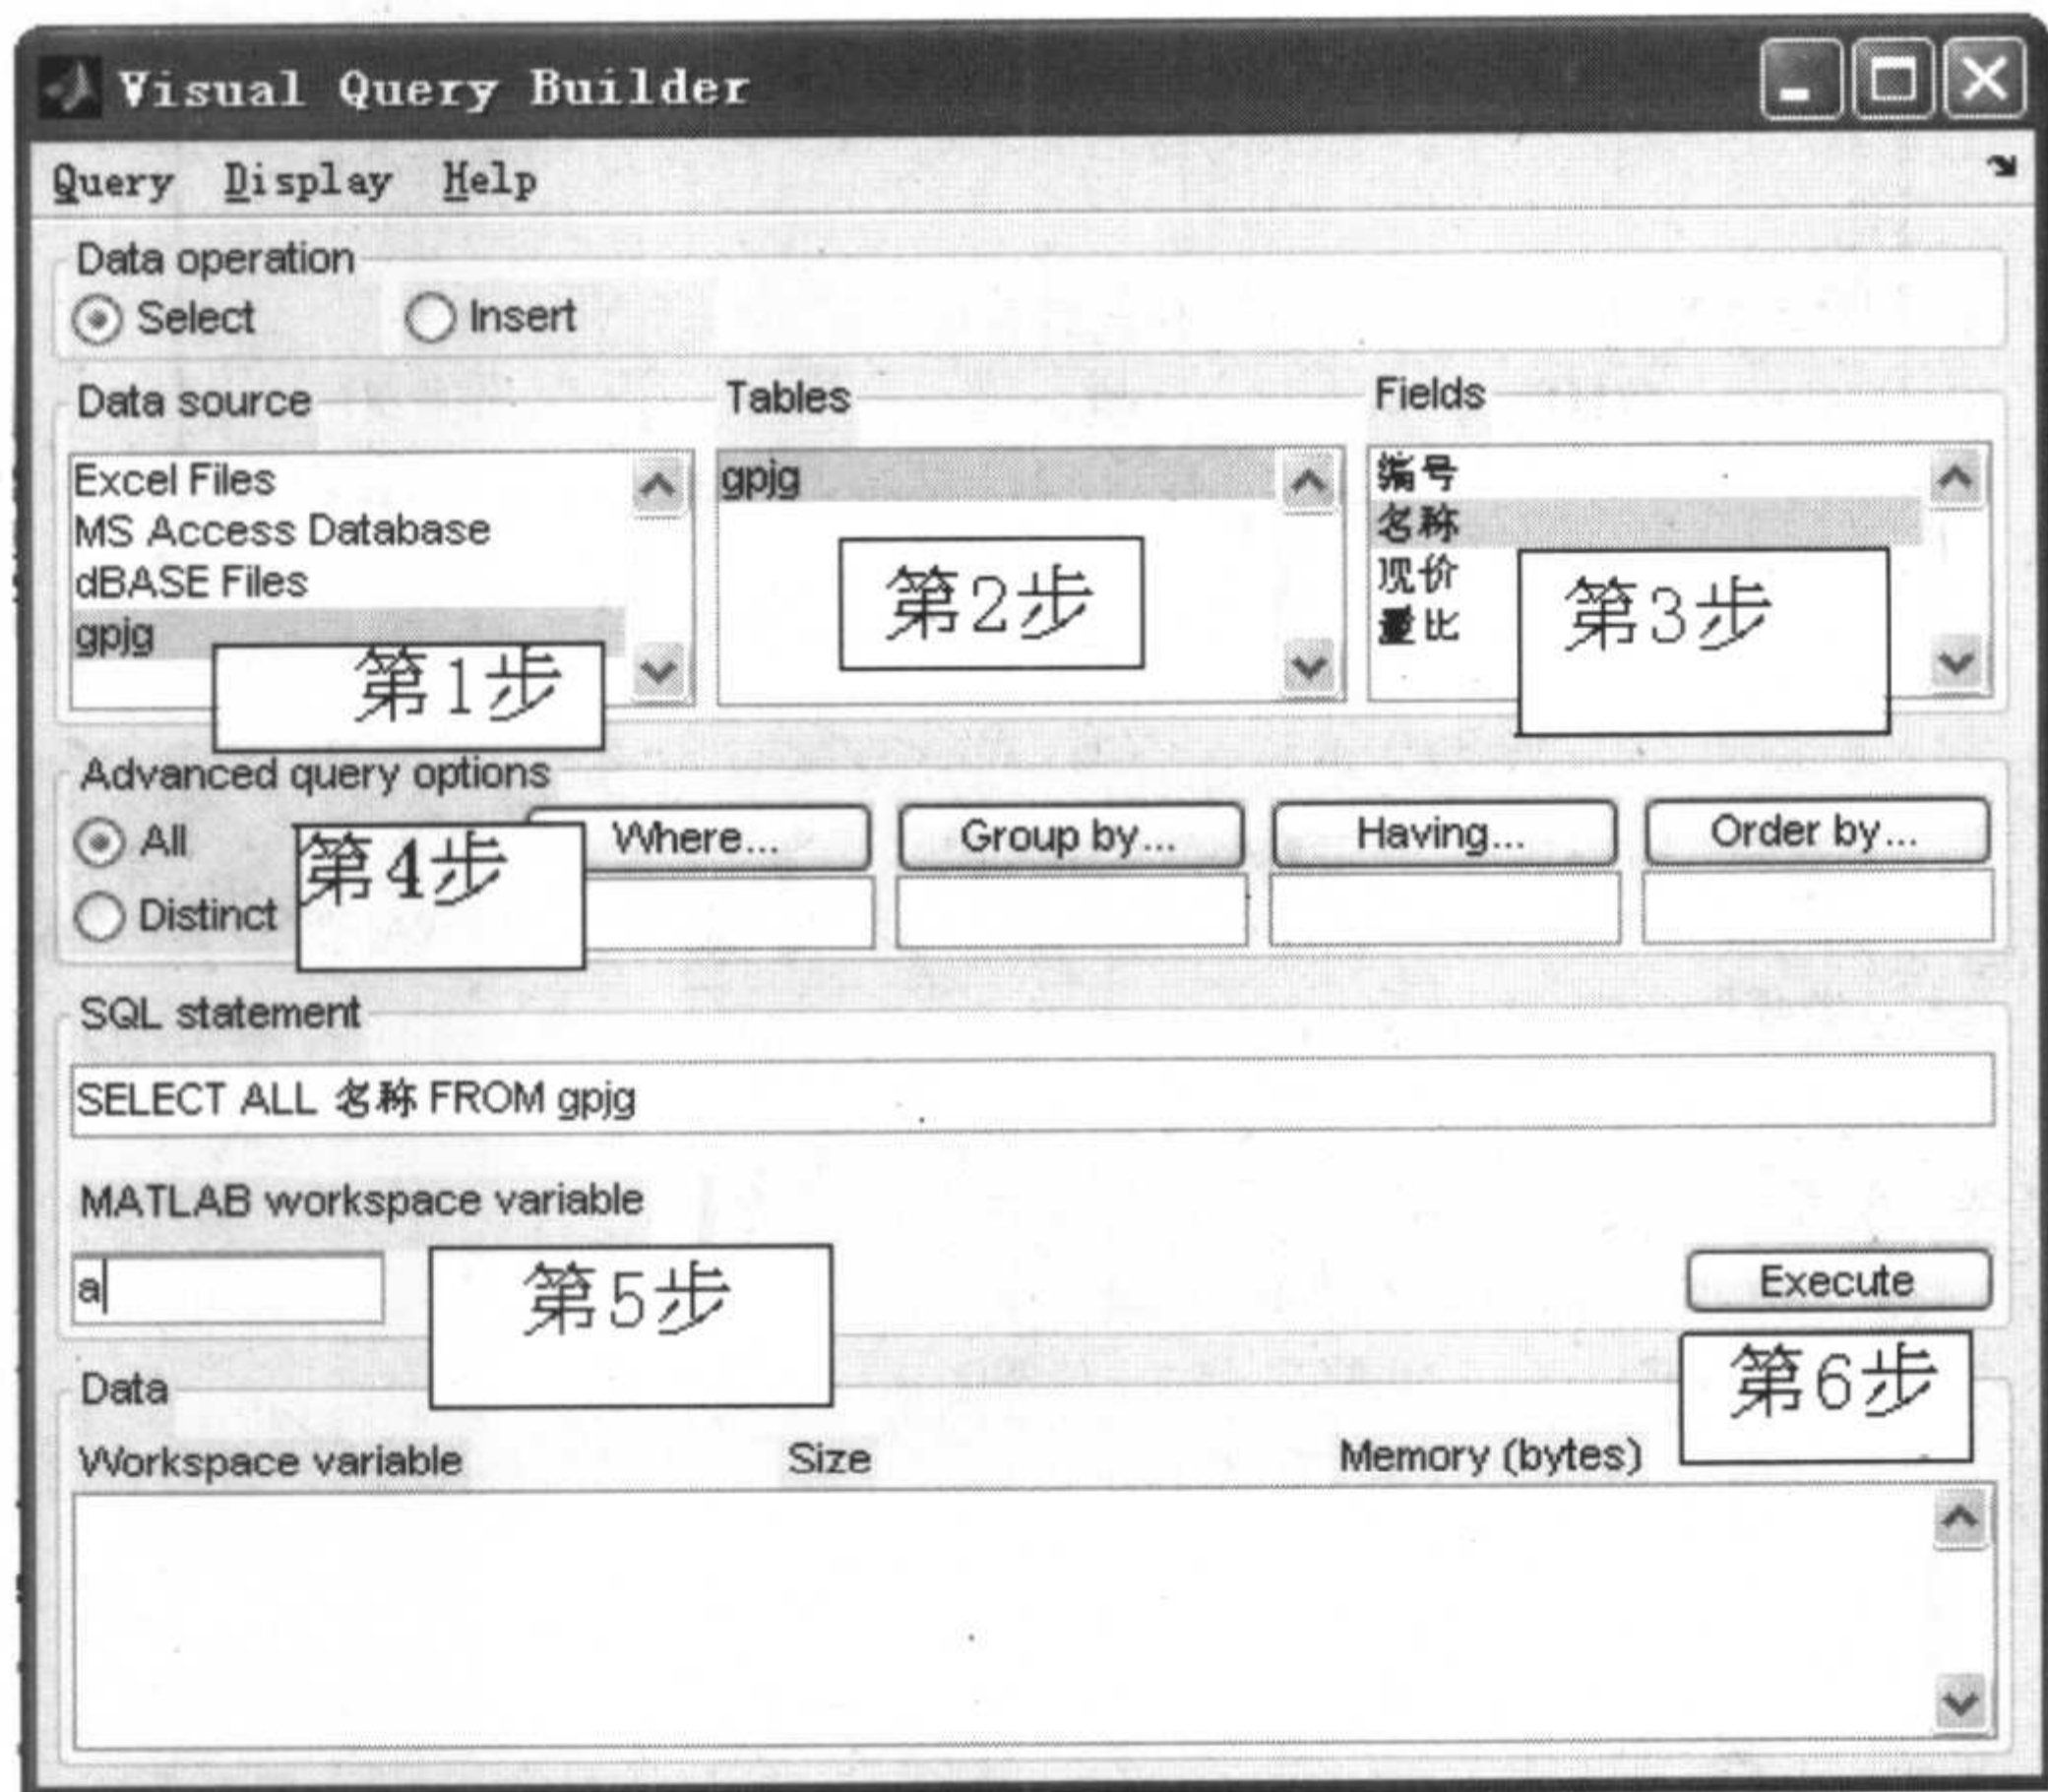 Visual Query Builder
Query Display Help
Data operation
Select Insert
Data source Tables Fields
Excel Files
MS Access Database
dBASE Files
gpjg
第1步
gpjg
第2步
编号
名称
现价
量比
第3步
Advanced query options
All
Distinct
第4步
Where... Group by... Having... Order by...
SQL statement
SELECT ALL 名称 FROM gpjg
MATLAB workspace variable
a
第5步
Execute
第6步
Data
Workspace variable Size Memory (bytes)